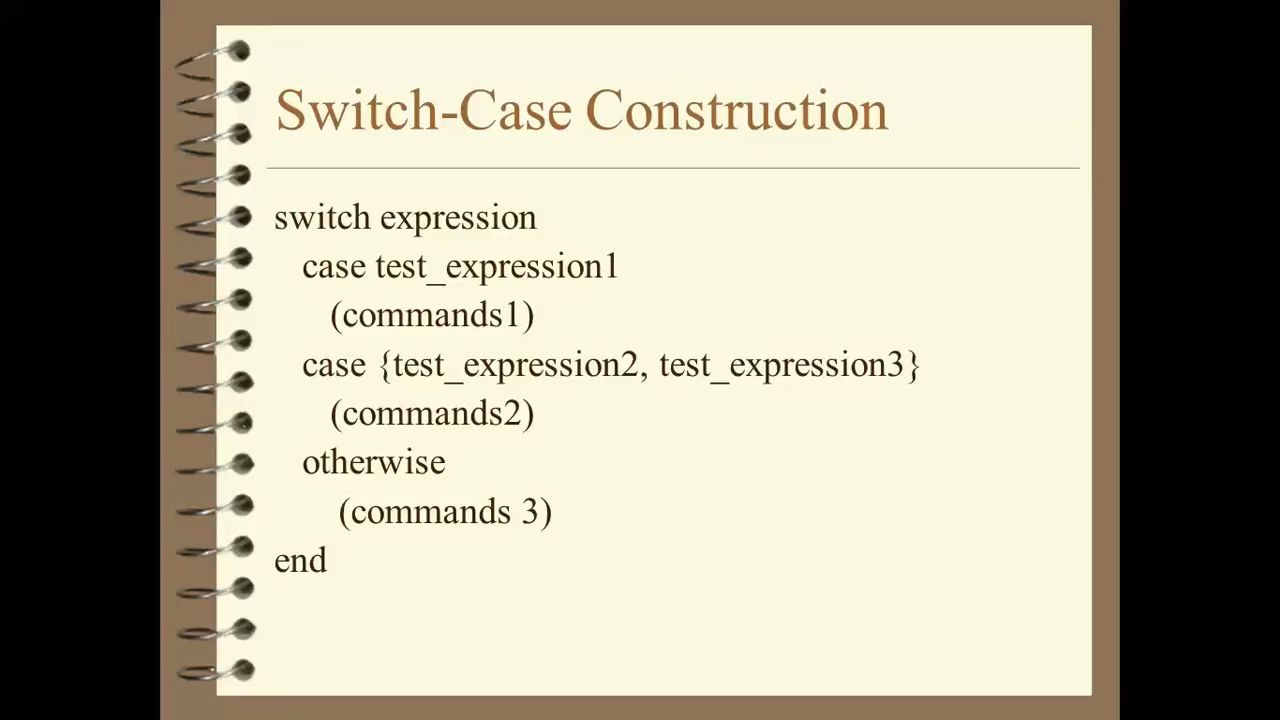 Switch-Case Construction
switch expression
case test_expression1
(commands1)
case {test_expression2, test_expression3}
(commands2)
otherwise
(commands 3)
end